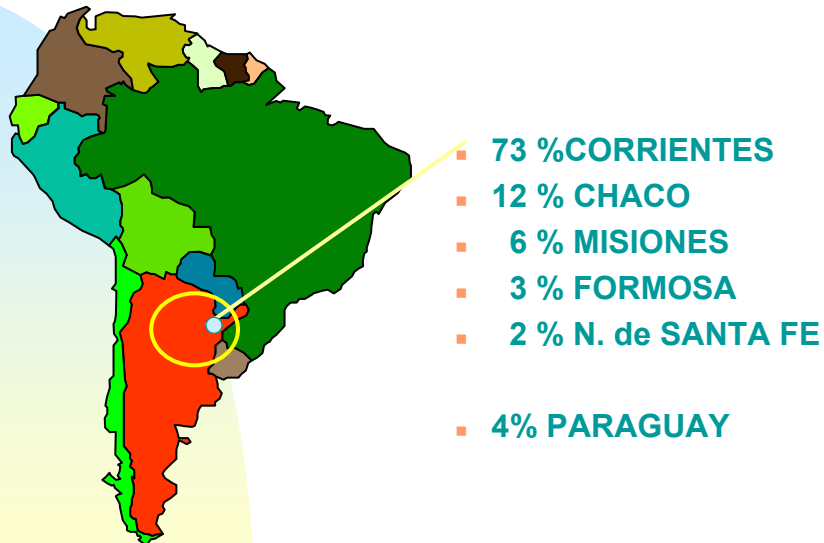 73 %CORRIENTES
12 % CHACO
6 % MISIONES
3 % FORMOSA
2 % N. de SANTA FE
4% PARAGUAY